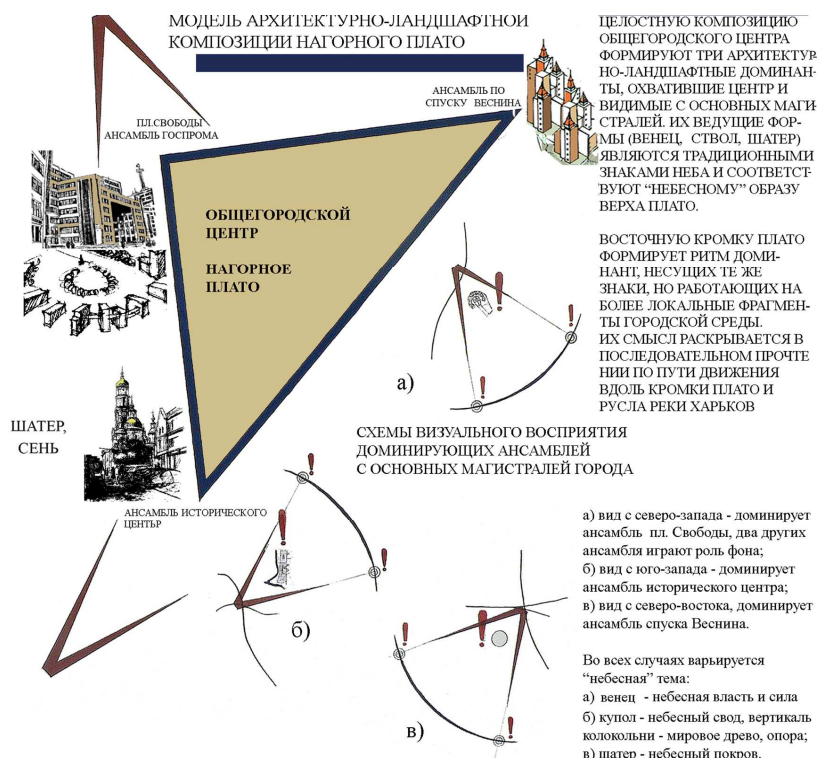 МОДЕЛЬ АРХИТЕКТУРНО-ЛАНДШАФТНОЙ
КОМПОЗИЦИИ НАГОРНОГО ПЛАТО
АНСАМБЛЬ ПО
СПУСКУ ВЕСНИНА
ПЛ.СВОБОДЫ
АНСАМБЛЬ ГОСПРОМА
ОБЩЕГОРОДСКОЙ
ЦЕНТР
НАГОРНОЕ
ПЛАТО
ШАТЕР,
СЕНЬ
АНСАМБЛЬ ИСТОРИЧЕСКОГО
ЦЕНТЬР
ЦЕЛОСТНУЮ КОМПОЗИЦИЮ
ОБЩЕГОРОДСКОГО ЦЕНТРА
ФОРМИРУЮТ ТРИ АРХИТЕКТУР-
НО-ЛАНДШАФТНЫЕ ДОМИНАН-
ТЫ, ОХВАТИВШИЕ ЦЕНТР И
ВИДИМЫЕ С ОСНОВНЫХ МАГИ-
СТРАЛЕЙ. ИХ ВЕДУЩИЕ ФОР-
МЫ (ВЕНЕЦ, СТВОЛ, ШАТЕР)
ЯВЛЯЮТСЯ ТРАДИЦИОННЫМИ
ЗНАКАМИ НЕБА И СООТВЕТСТ-
ВУЮТ “НЕБЕСНОМУ” ОБРАЗУ
ВЕРХА ПЛАТО.
ВОСТОЧНУЮ КРОМКУ ПЛАТО
ФОРМИРУЕТ РИТМ ДОМИ-
НАНТ, НЕСУЩИХ ТЕ ЖЕ
ЗНАКИ, НО РАБОТАЮЩИХ НА
БОЛЕЕ ЛОКАЛЬНЫЕ ФРАГМЕН-
ТЫ ГОРОДСКОЙ СРЕДЫ.
ИХ СМЫСЛ РАСКРЫВАЕТСЯ В
ПОСЛЕДОВАТЕЛЬНОМ ПРОЧТЕ
НИИ ПО ПУТИ ДВИЖЕНИЯ
ВДОЛЬ КРОМКИ ПЛАТО И
РУСЛА РЕКИ ХАРЬКОВ
а)
СХЕМЫ ВИЗУАЛЬНОГО ВОСПРИЯТИЯ
ДОМИНИРУЮЩИХ АНСАМБЛЕЙ
С ОСНОВНЫХ МАГИСТРАЛЕЙ ГОРОДА
б)
в)
а) вид с северо-запада - доминирует
ансамбль пл. Свободы, два других
ансамбля играют роль фона;
б) вид с юго-запада - доминирует
ансамбль исторического центра;
в) вид с северо-востока, доминирует
ансамбль спуска Веснина.
Во всех случаях варьируется
“небесная” тема:
а) венец - небесная власть и сила
б) купол - небесный свод, вертикаль
колокольни - мировое древо, опора;
в) шатер - небесный покров.